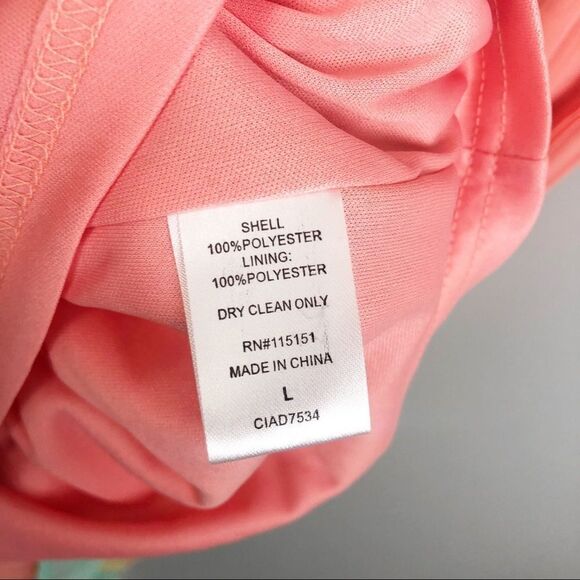 SHELL
100%POLYESTER
LINING:
100%POLYESTER
DRY CLEAN ONLY
RN#115151
MADE IN CHINA
L
CIAD7534